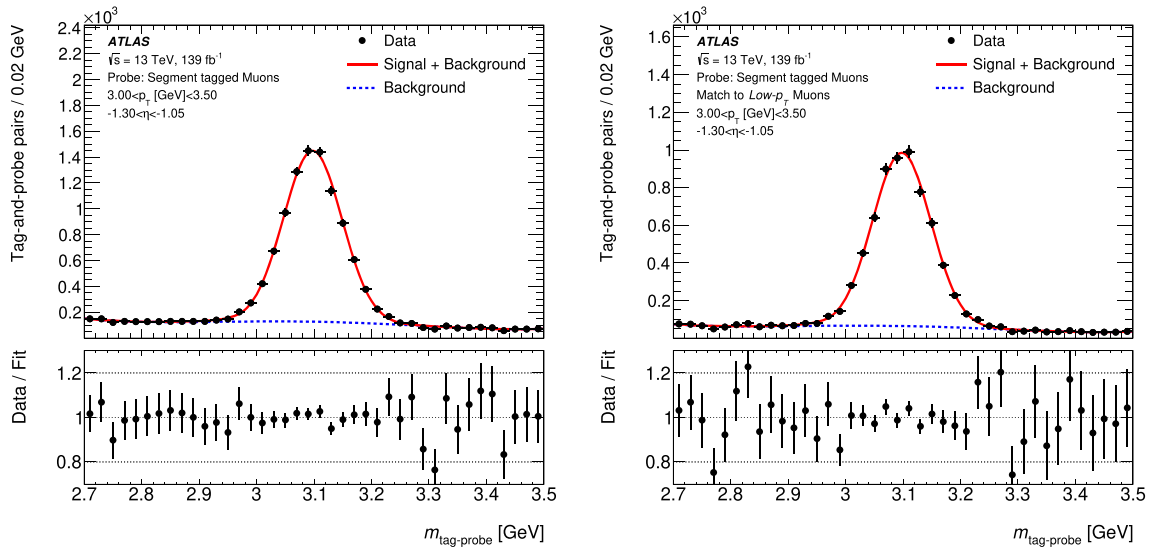 ×10³
Tag-and-probe pairs / 0.02 GeV
2.4
2.2
2
1.8
1.6
1.4
1.2
1
0.8
0.6
0.4
0.2
ATLAS
√s = 13 TeV, 139 fb⁻¹
Probe: Segment tagged Muons
3.00<p_T [GeV]<3.50
-1.30<η<-1.05
Data
Signal + Background
Background
Data / Fit
1.2
1
0.8
2.7 2.8 2.9 3 3.1 3.2 3.3 3.4 3.5
m_tag-probe [GeV]
×10³
Tag-and-probe pairs / 0.02 GeV
1.6
1.4
1.2
1
0.8
0.6
0.4
0.2
ATLAS
√s = 13 TeV, 139 fb⁻¹
Probe: Segment tagged Muons
Match to Low-p_T Muons
3.00<p_T [GeV]<3.50
-1.30<η<-1.05
Data
Signal + Background
Background
Data / Fit
1.2
1
0.8
2.7 2.8 2.9 3 3.1 3.2 3.3 3.4 3.5
m_tag-probe [GeV]